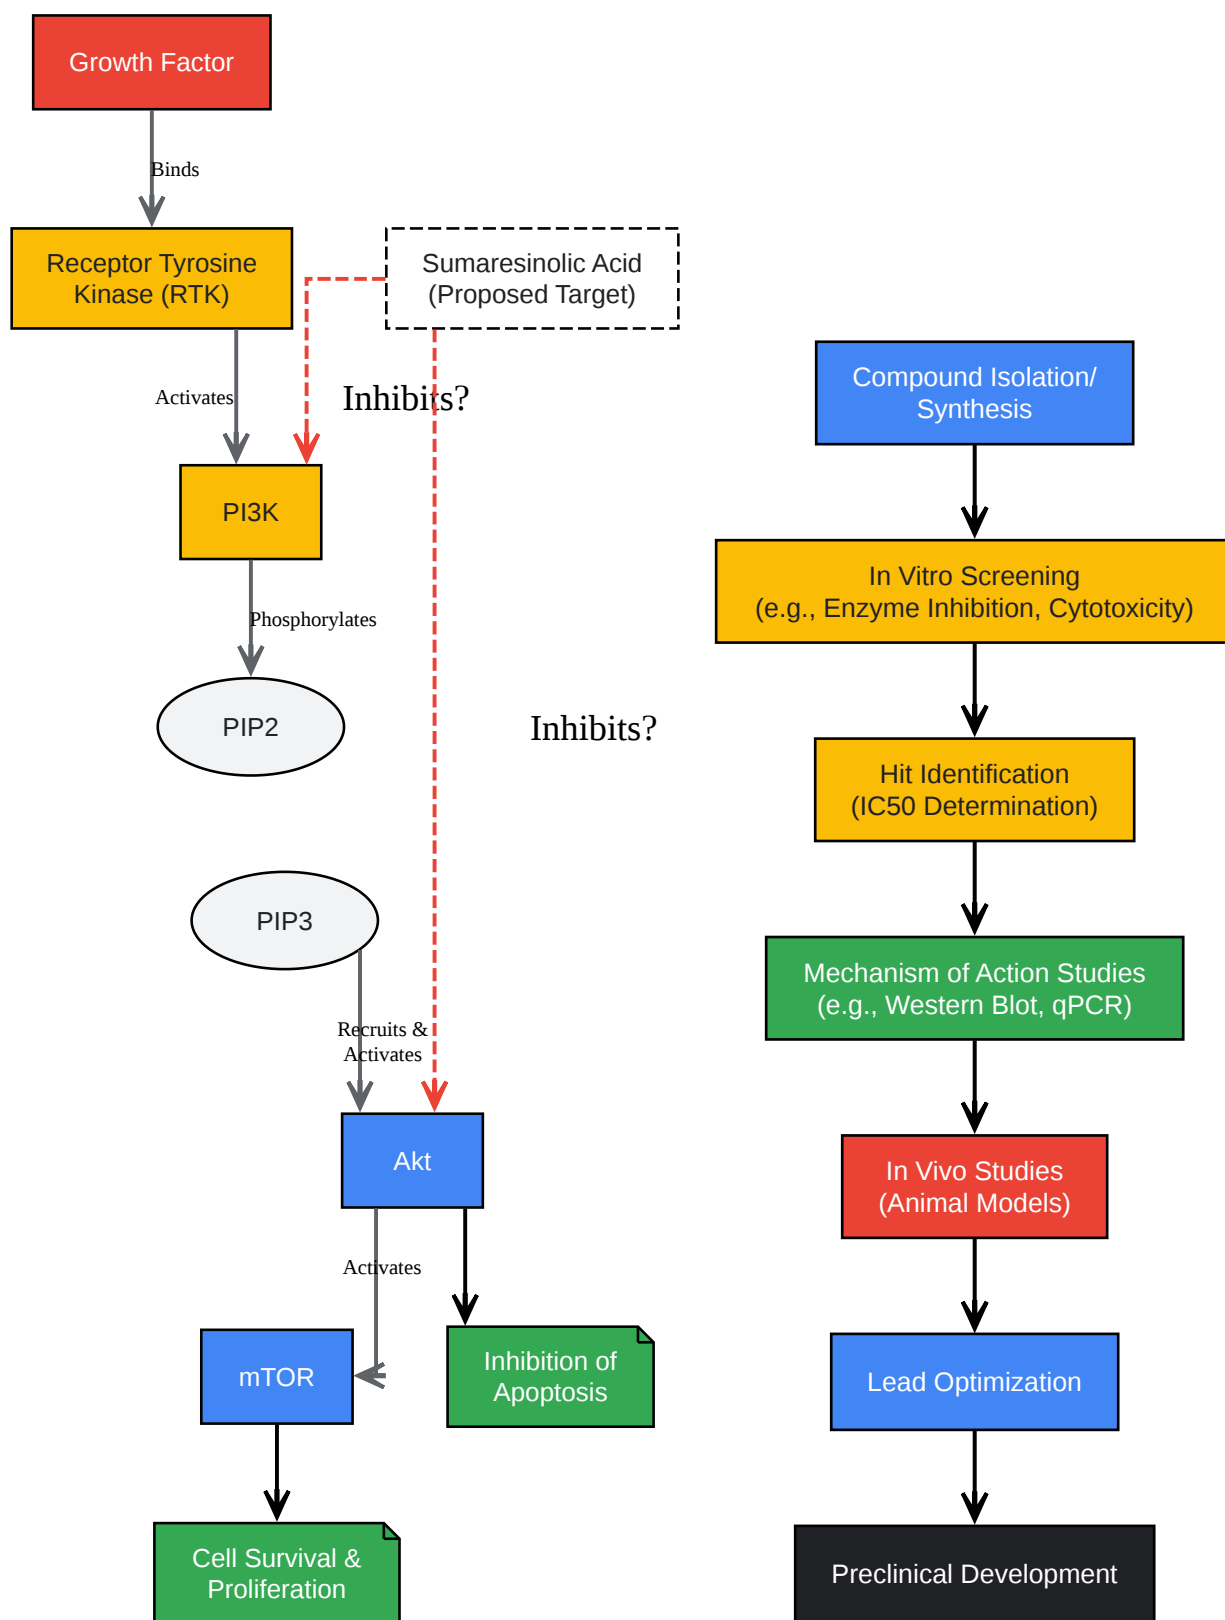 Growth Factor
Binds
Receptor Tyrosine
Kinase (RTK)
Sumaresinolic Acid
(Proposed Target)
Activates
Inhibits?
PI3K
Phosphorylates
PIP2
Inhibits?
PIP3
Recruits &
Activates
Akt
Activates
mTOR
Inhibition of
Apoptosis
Cell Survival &
Proliferation
Compound Isolation/
Synthesis
In Vitro Screening
(e.g., Enzyme Inhibition, Cytotoxicity)
Hit Identification
(IC50 Determination)
Mechanism of Action Studies
(e.g., Western Blot, qPCR)
In Vivo Studies
(Animal Models)
Lead Optimization
Preclinical Development